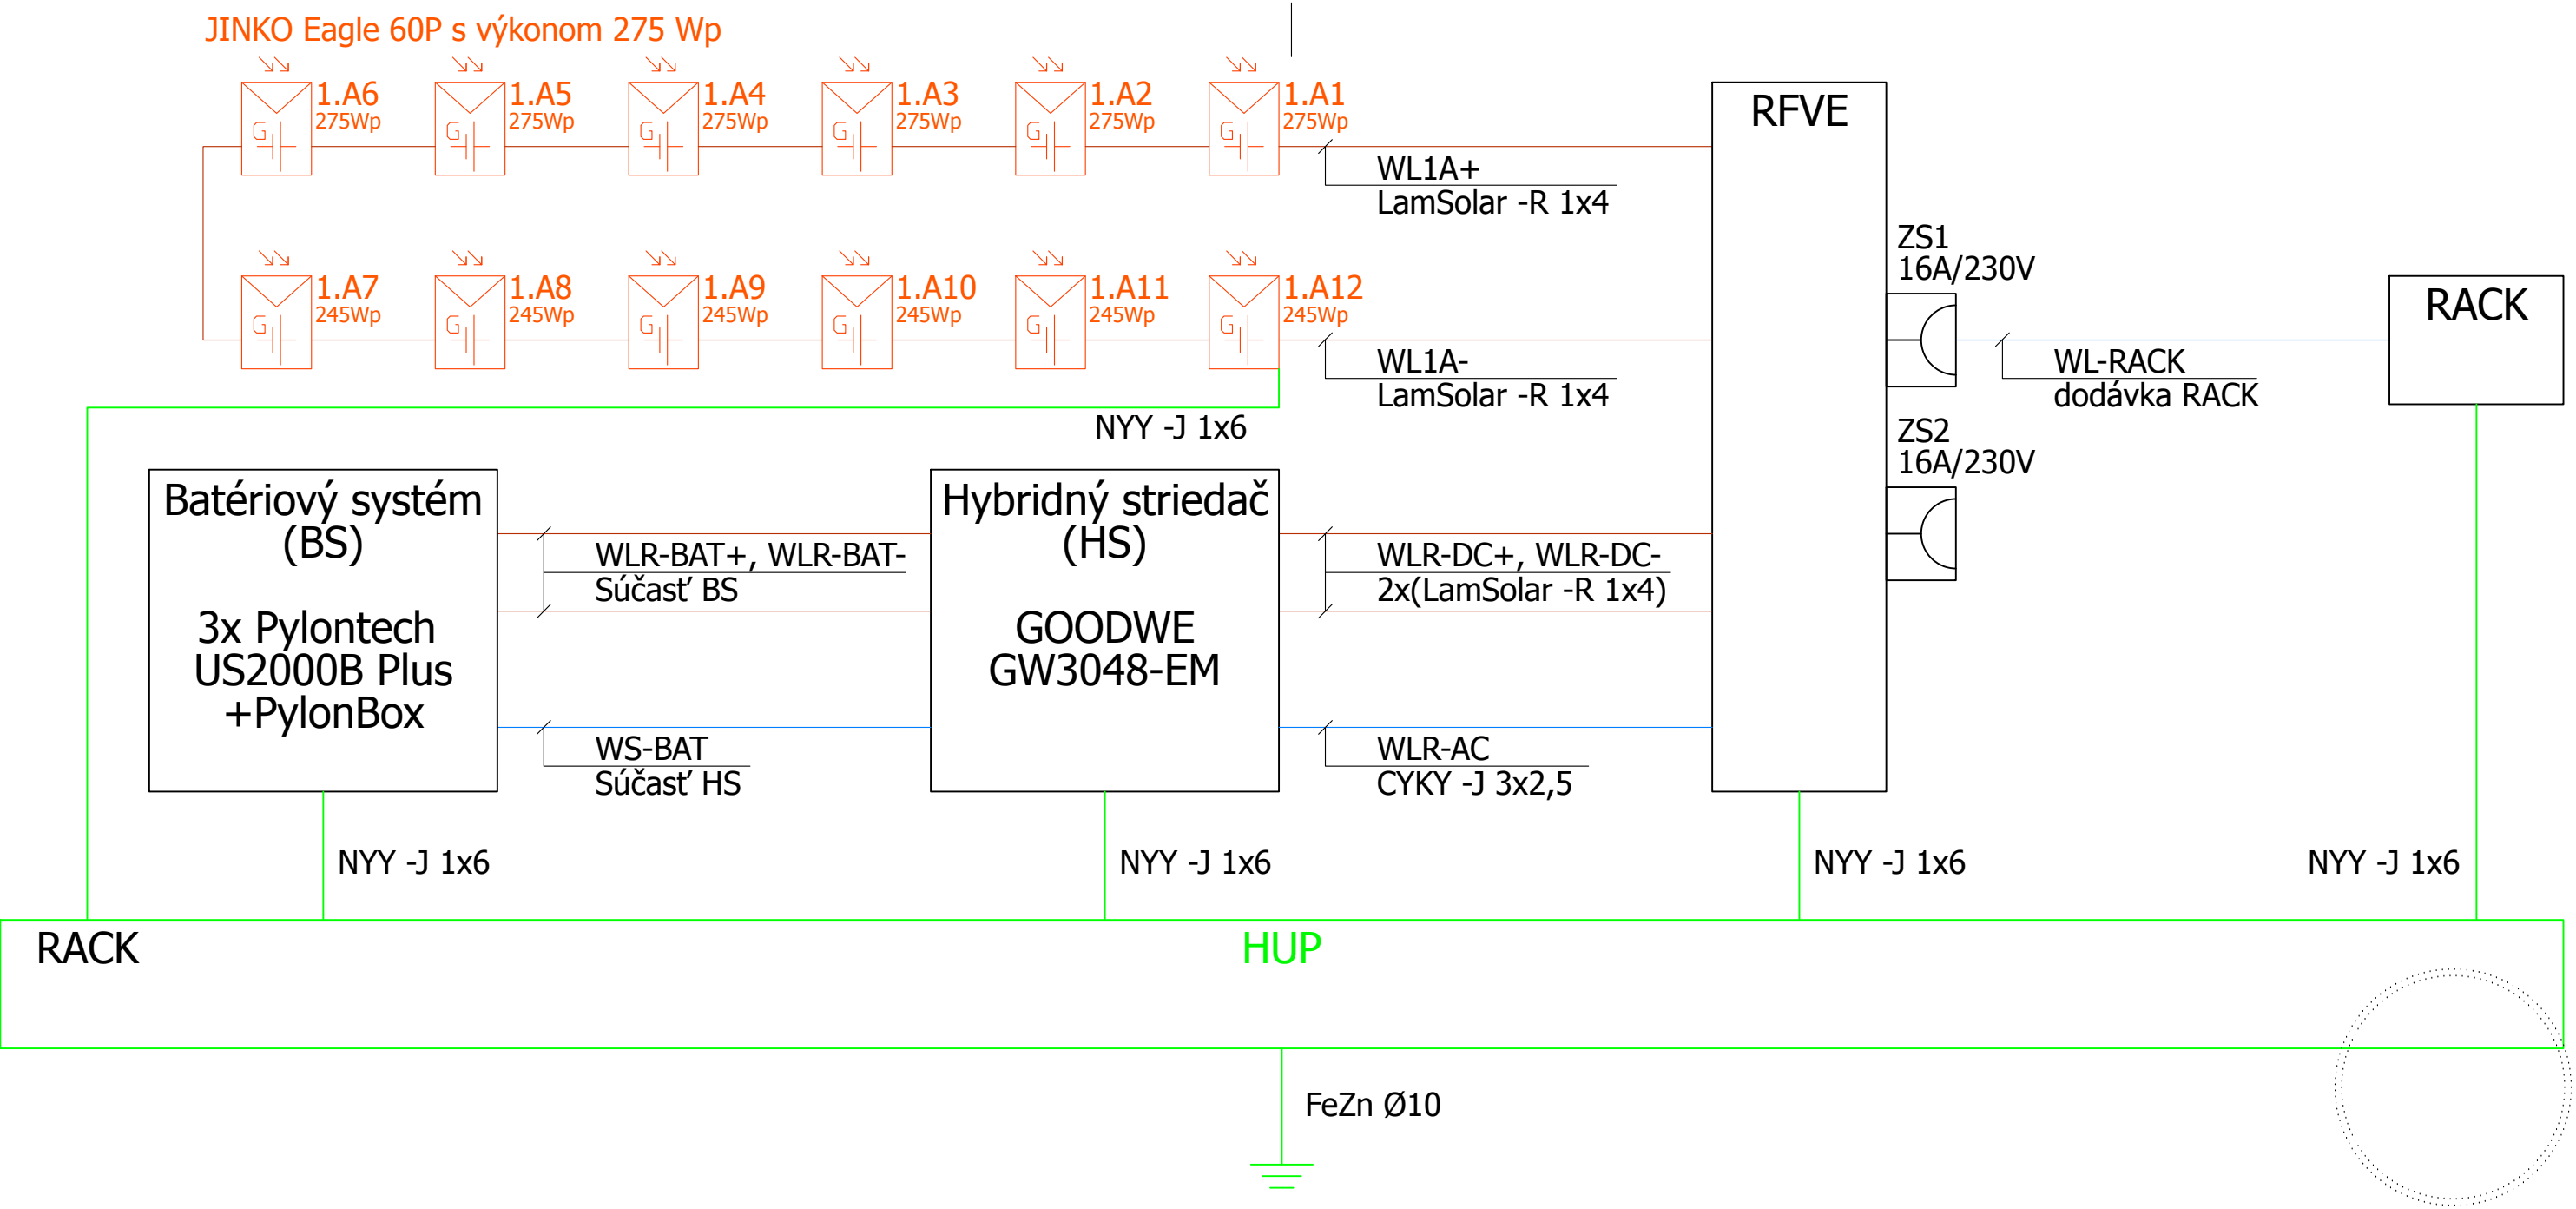 JINKO Eagle 60P s výkonom 275 Wp
1.A6
275Wp
1.A5
275Wp
1.A4
275Wp
1.A3
275Wp
1.A2
275Wp
1.A1
275Wp
WL1A+
LamSolar -R 1x4
RFVE
1.A7
245Wp
1.A8
245Wp
1.A9
245Wp
1.A10
245Wp
1.A11
245Wp
1.A12
245Wp
WL1A-
LamSolar -R 1x4
ZS1
16A/230V
WL-RACK
dodávka RACK
RACK
NYY -J 1x6
ZS2
16A/230V
Batériový systém
(BS)
3x Pylontech
US2000B Plus
+PylonBox
WLR-BAT+, WLR-BAT-
Súčasť BS
WS-BAT
Súčasť HS
Hybridný striedač
(HS)
GOODWE
GW3048-EM
WLR-DC+, WLR-DC-
2x(LamSolar -R 1x4)
WLR-AC
CYKY -J 3x2,5
NYY -J 1x6
NYY -J 1x6
NYY -J 1x6
NYY -J 1x6
RACK
HUP
FeZn Ø10
G
G
G
G
G
G
G
G
G
G
G
G